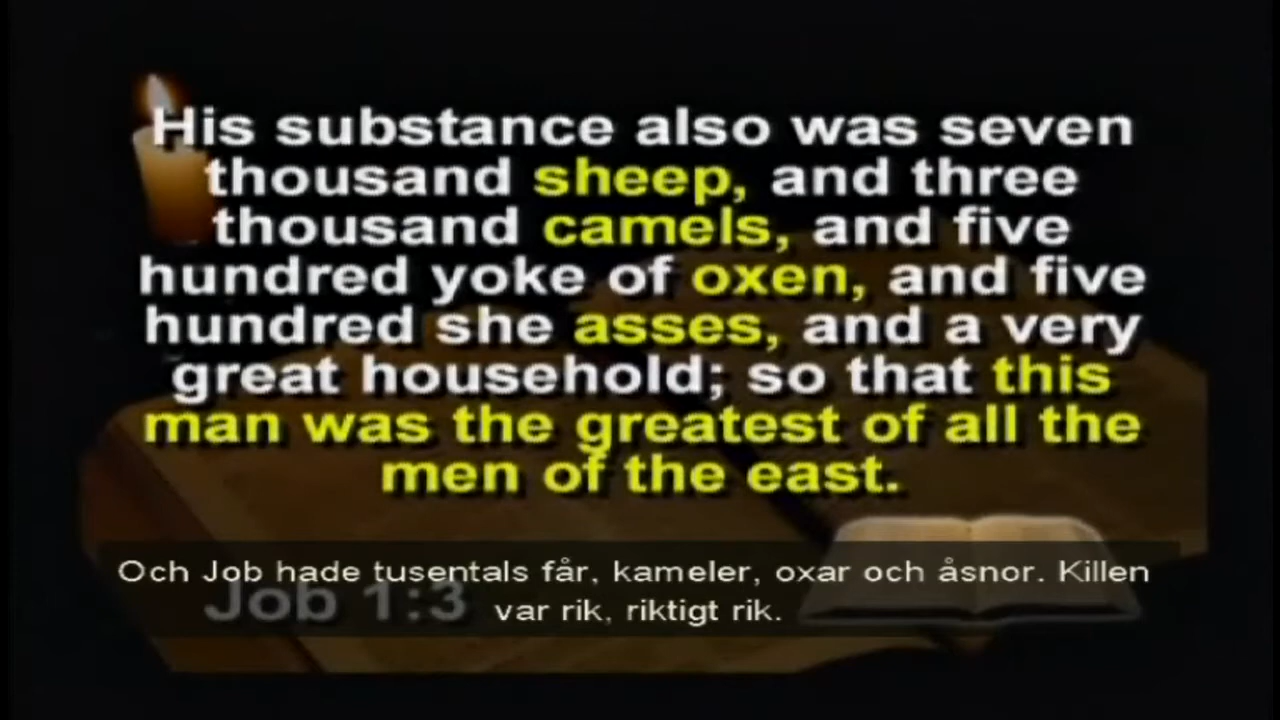 His substance also was seven
thousand sheep, and three
thousand camels, and five
hundred yoke of oxen, and five
hundred she asses, and a very
great household; so that this
man was the greatest of all the
men of the east.
Och Job hade tusentals får, kameler, oxar och åsnor. Killen
var rik, riktigt rik.
Job 1:3